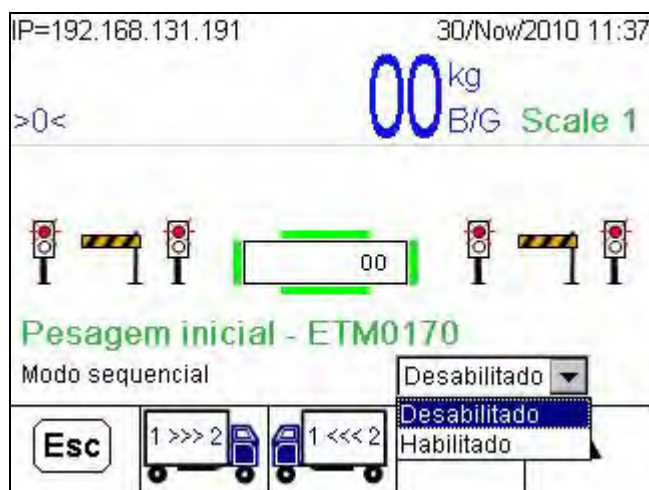 IP=192.168.131.191 30/Nov/2010 11:37
00 kg
>0< B/G Scale 1
00
Pesagem inicial - ETM0170
Modo sequencial Desabilitado
Desabilitado
Habilitado
Esc 1 >>> 2 1 <<< 2